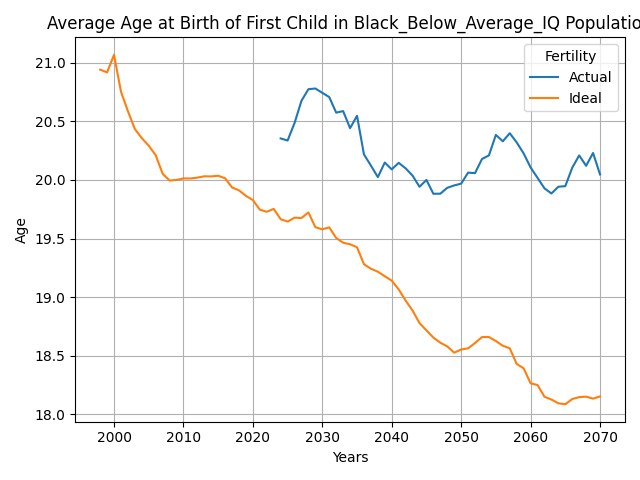 Average Age at Birth of First Child in Black_Below_Average_IQ Populatio
Fertility
Actual
Ideal
21.0
20.5
20.0
19.5
19.0
18.5
18.0
Age
2000 2010 2020 2030 2040 2050 2060 2070
Years